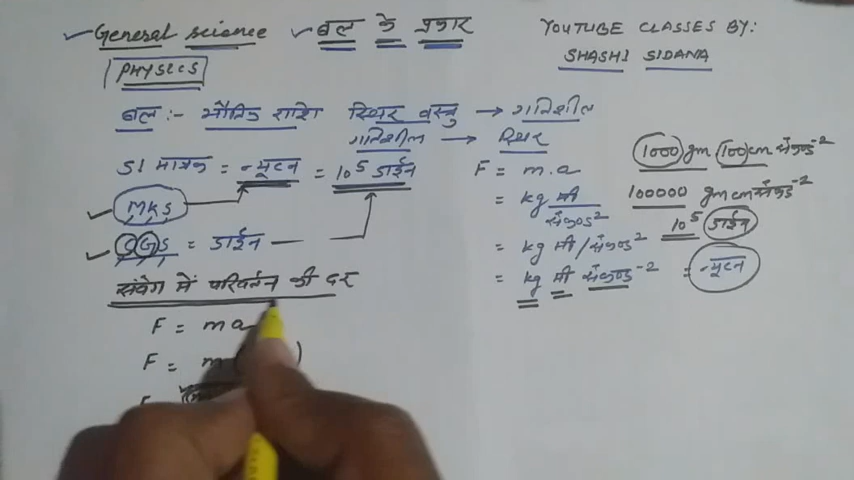 General science बल के प्रकार YOUTUBE CLASSES BY:
PHYSICS SHASHI SIDANA
बल :- भौतिक राशि स्थिर वस्तु → गतिशील
गतिशील → स्थिर
SI मात्रक = न्यूटन = 10⁵ डाईन
MKS
CGS = डाईन
संवेग में परिवर्तन की दर
F = ma
F = m
F = m.a
= kg मी/सैकण्ड²
= kg मी/सैकण्ड²
= kg मी सैकण्ड⁻² = न्यूटन
1000 gm 100 cm सैकण्ड⁻²
100000 gm cm सैकण्ड⁻²
10⁵ डाईन